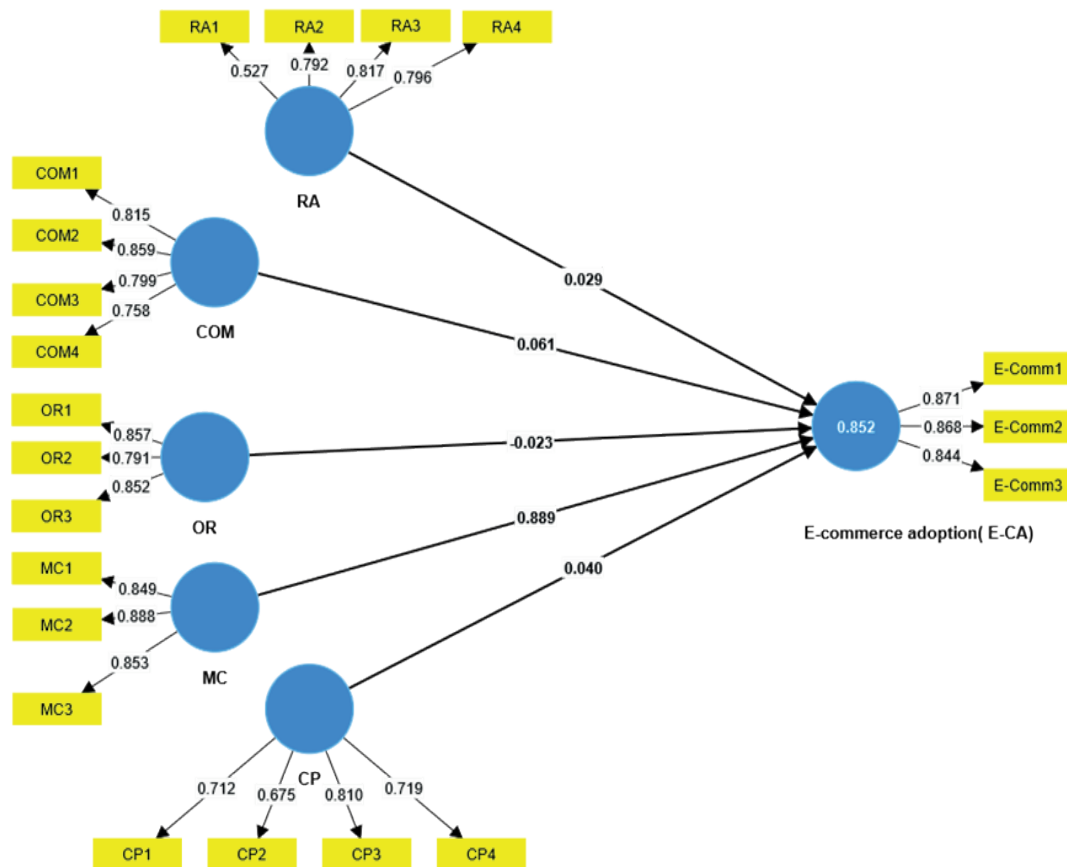 RA1 RA2 RA3 RA4
0.527 0.792 0.817 0.796
RA
COM1
COM2
COM3
COM4
0.815
0.859
0.799
0.758
COM
OR1
OR2
OR3
0.857
0.791
0.852
OR
MC1
MC2
MC3
0.849
0.888
0.853
MC
CP
0.712 0.675 0.810 0.719
CP1 CP2 CP3 CP4
0.029
0.061
-0.023
0.889
0.040
0.852
0.871
0.868
0.844
E-Comm1
E-Comm2
E-Comm3
E-commerce adoption( E-CA)